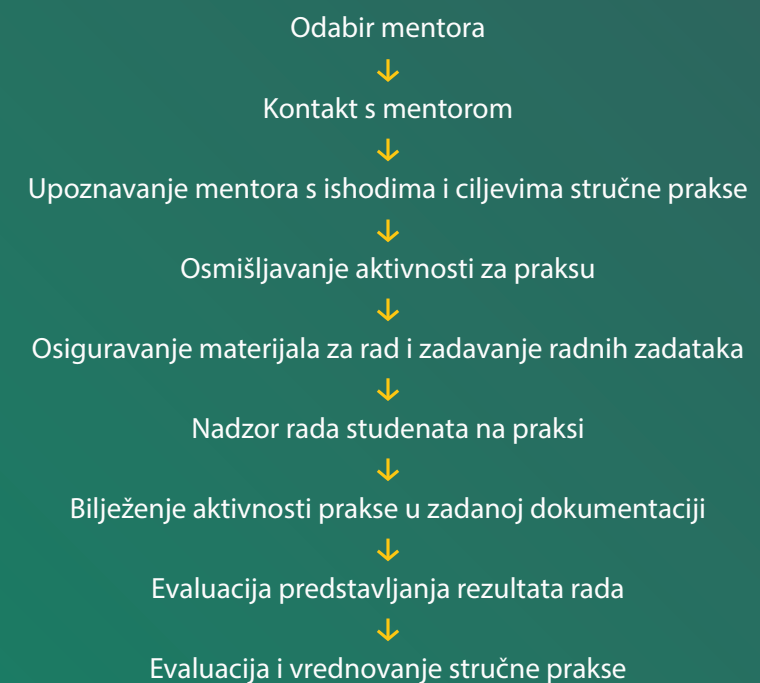 Odabir mentora
↓
Kontakt s mentorom
↓
Upoznavanje mentora s ishodima i ciljevima stručne prakse
↓
Osmišljavanje aktivnosti za praksu
↓
Osiguravanje materijala za rad i zadavanje radnih zadataka
↓
Nadzor rada studenata na praksi
↓
Bilježenje aktivnosti prakse u zadanoj dokumentaciji
↓
Evaluacija predstavljanja rezultata rada
↓
Evaluacija i vrednovanje stručne prakse